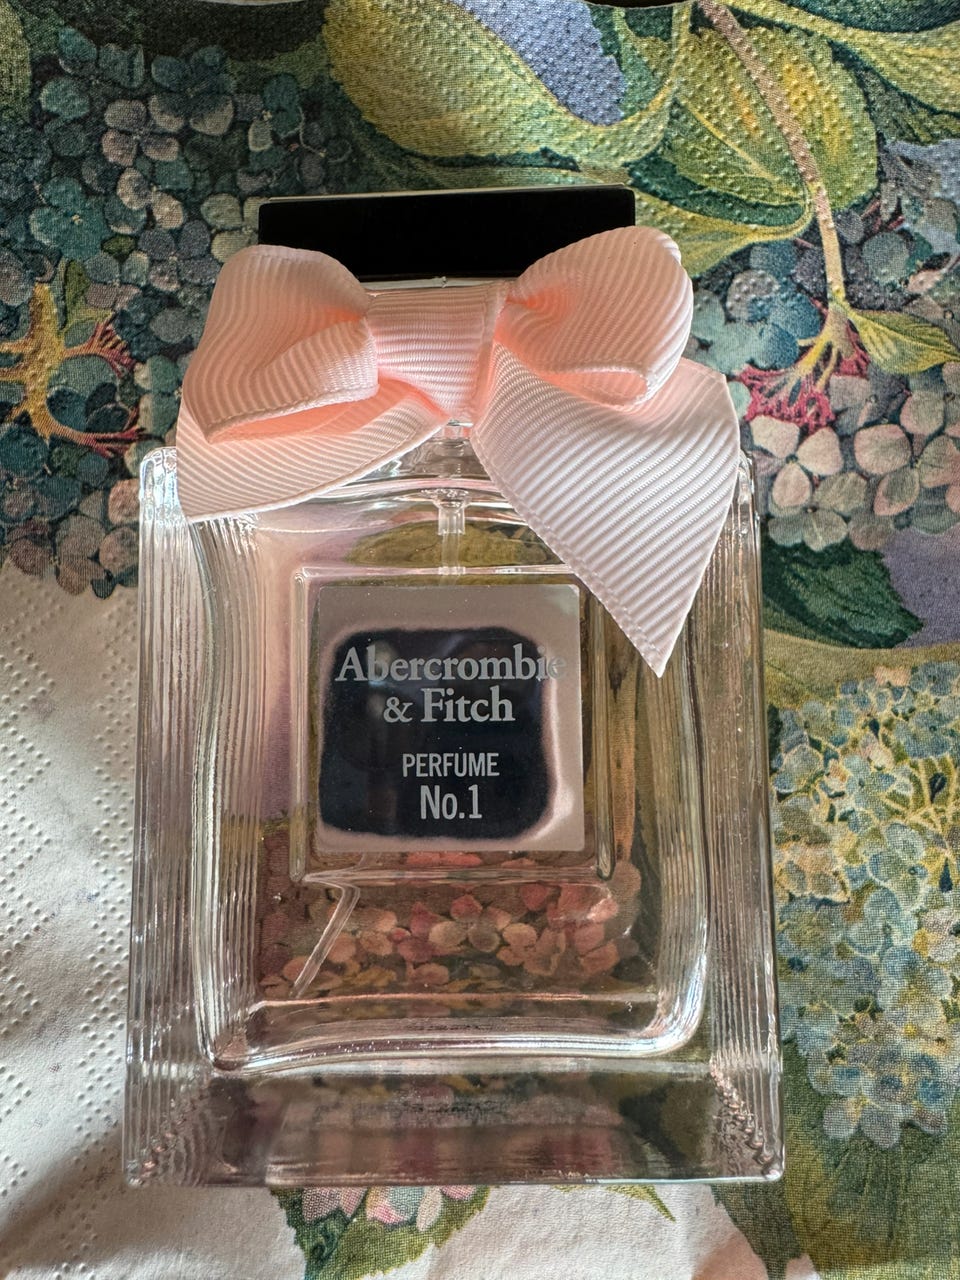 Abercrombie
& Fitch
PERFUME
No.1